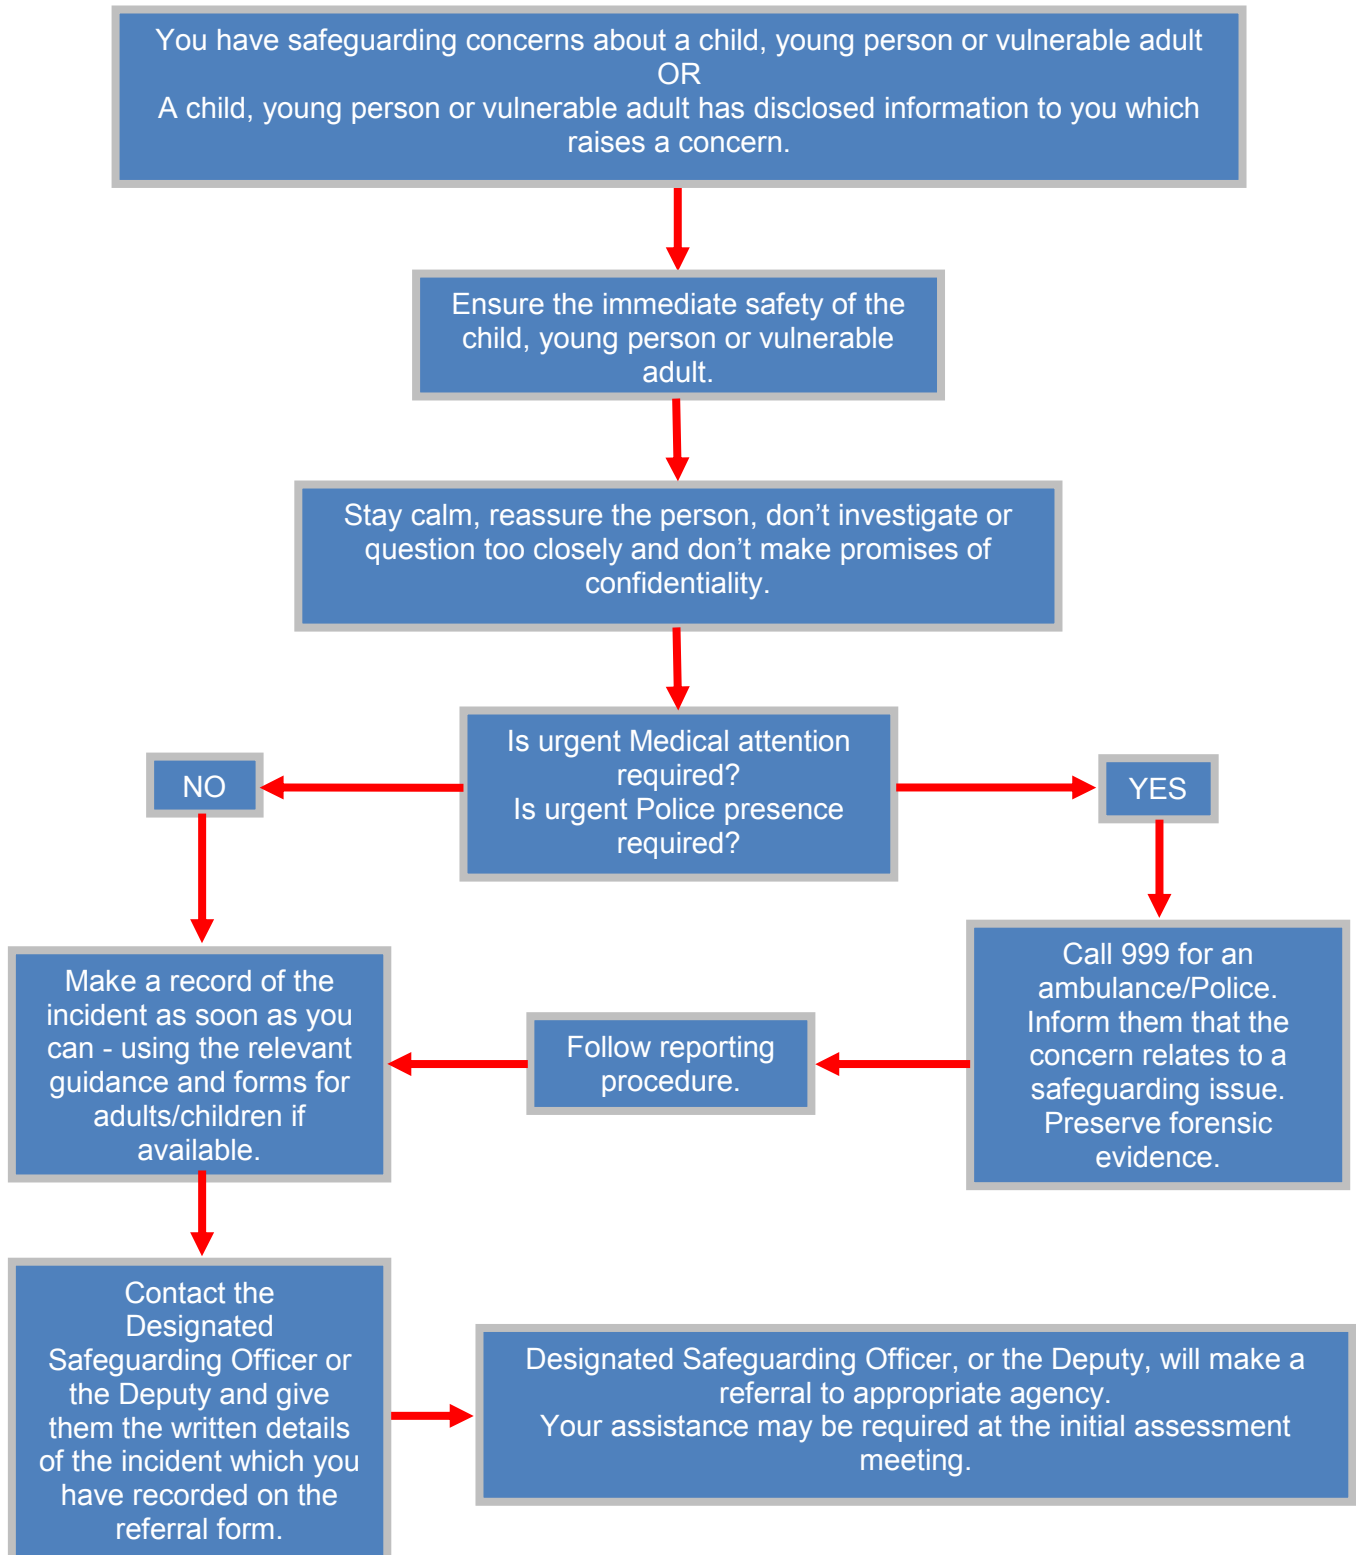 You have safeguarding concerns about a child, young person or vulnerable adult
OR
A child, young person or vulnerable adult has disclosed information to you which
raises a concern.
Ensure the immediate safety of the
child, young person or vulnerable
adult.
Stay calm, reassure the person, don’t investigate or
question too closely and don’t make promises of
confidentiality.
Is urgent Medical attention
required?
Is urgent Police presence
required?
NO
YES
Call 999 for an
ambulance/Police.
Inform them that the
concern relates to a
safeguarding issue.
Preserve forensic
evidence.
Follow reporting
procedure.
Make a record of the
incident as soon as you
can - using the relevant
guidance and forms for
adults/children if
available.
Contact the
Designated
Safeguarding Officer or
the Deputy and give
them the written details
of the incident which you
have recorded on the
referral form.
Designated Safeguarding Officer, or the Deputy, will make a
referral to appropriate agency.
Your assistance may be required at the initial assessment
meeting.